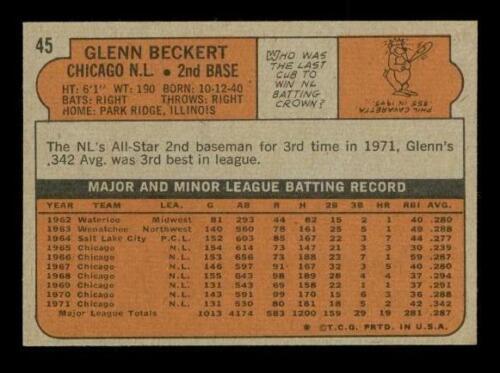 45
GLENN BECKERT
CHICAGO N.L. • 2nd BASE
HT: 6'1" WT: 190 BORN: 10-12-40
BATS: RIGHT THROWS: RIGHT
HOME: PARK RIDGE, ILLINOIS
WHO WAS
THE LAST
CUB TO
WIN NL
BATTING
CROWN?
PHIL CAVARETTA
.355 IN 1945.
The NL's All-Star 2nd baseman for 3rd time in 1971, Glenn's
.342 Avg. was 3rd best in league.
MAJOR AND MINOR LEAGUE BATTING RECORD
YEAR TEAM LEA. G AB R H 2B 3B HR RBI AVG.
1962 Waterloo Midwest 81 293 44 82 15 2 1 40 .280
1963 Wenatchee Northwest 140 560 78 161 9 1 0 49 .288
1964 Salt Lake City P.C.L. 152 577 73 160 23 2 7 44 .277
1965 Chicago N.L. 154 614 73 147 21 3 3 30 .239
1966 Chicago N.L. 153 656 73 188 23 7 1 59 .287
1967 Chicago N.L. 146 597 91 167 32 3 5 40 .280
1968 Chicago N.L. 155 643 98 189 28 4 4 37 .294
1969 Chicago N.L. 131 543 69 158 22 1 1 37 .291
1970 Chicago N.L. 143 591 99 170 15 6 3 36 .288
1971 Chicago N.L. 131 530 80 181 18 5 2 42 .342
Major League Totals 1013 4174 583 1200 159 29 19 281 .287
© T.C.G. PRTD. IN U.S.A.